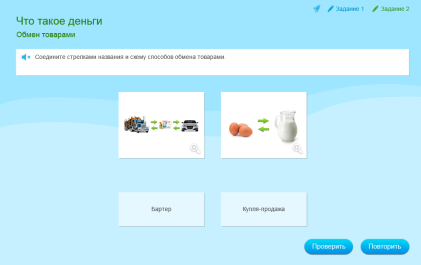 Задание 1 Задание 2
Что такое деньги
Обмен товарами
Соедините стрелками названия и схему способов обмена товарами.
Бартер Купля-продажа
Проверить Повторить